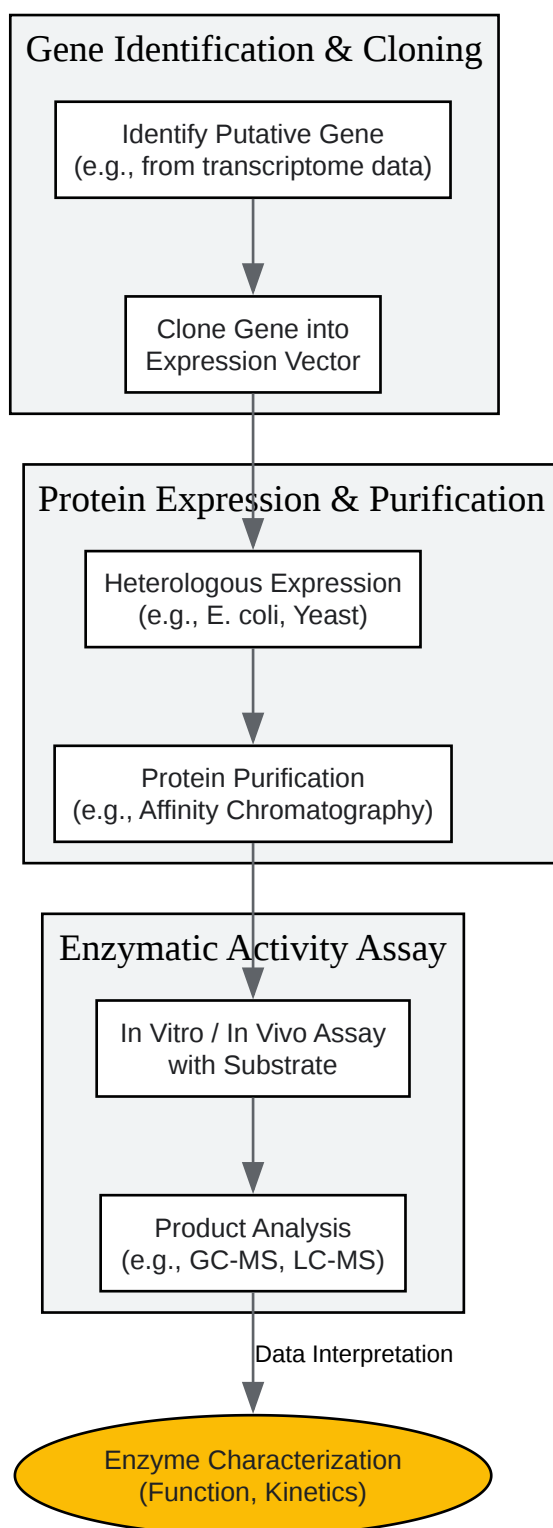 Gene Identification & Cloning
Identify Putative Gene
(e.g., from transcriptome data)
Clone Gene into
Expression Vector
Protein Expression & Purification
Heterologous Expression
(e.g., E. coli, Yeast)
Protein Purification
(e.g., Affinity Chromatography)
Enzymatic Activity Assay
In Vitro / In Vivo Assay
with Substrate
Product Analysis
(e.g., GC-MS, LC-MS)
Data Interpretation
Enzyme Characterization
(Function, Kinetics)